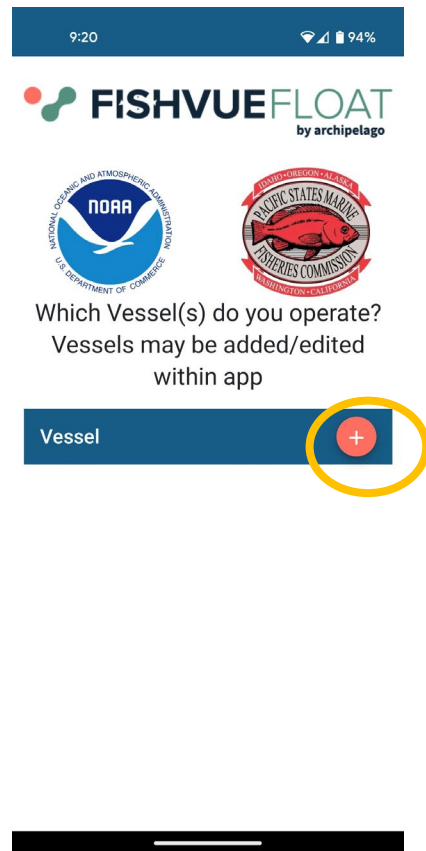 9:20 94%
FISHVUEFLOAT
by archipelago
NATIONAL OCEANIC AND ATMOSPHERIC ADMINISTRATION
NOAA
U.S. DEPARTMENT OF COMMERCE
IDAHO•OREGON•ALASKA
PACIFIC STATES MARINE
FISHERIES COMMISSION
WASHINGTON•CALIFORNIA
Which Vessel(s) do you operate?
Vessels may be added/edited
within app
Vessel +